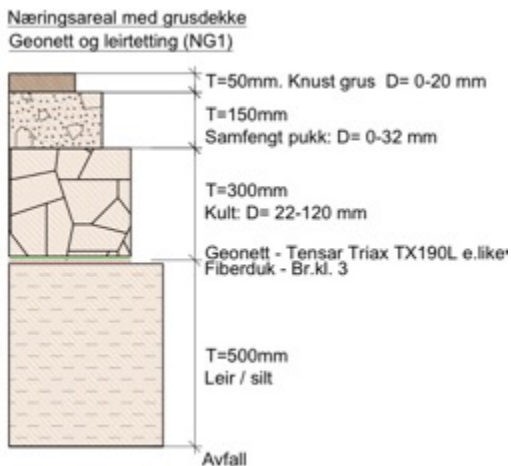 Næringsareal med grusdekke
Geonett og leirtetting (NG1)
T=50mm. Knust grus D= 0-20 mm
T=150mm
Samfengt pukk: D= 0-32 mm
T=300mm
Kult: D= 22-120 mm
Geonett - Tensar Triax TX190L e.like
Fiberduk - Br.kl. 3
T=500mm
Leir / silt
Avfall